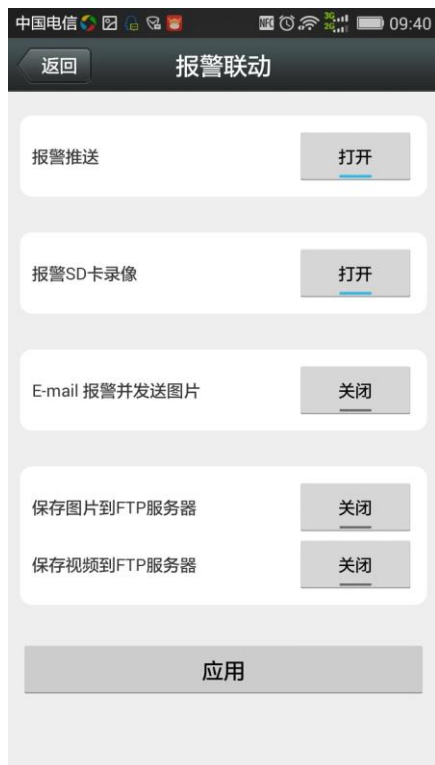 中国电信 NFC 3G 2G 09:40
返回 报警联动
报警推送 打开
报警SD卡录像 打开
E-mail 报警并发送图片 关闭
保存图片到FTP服务器 关闭
保存视频到FTP服务器 关闭
应用